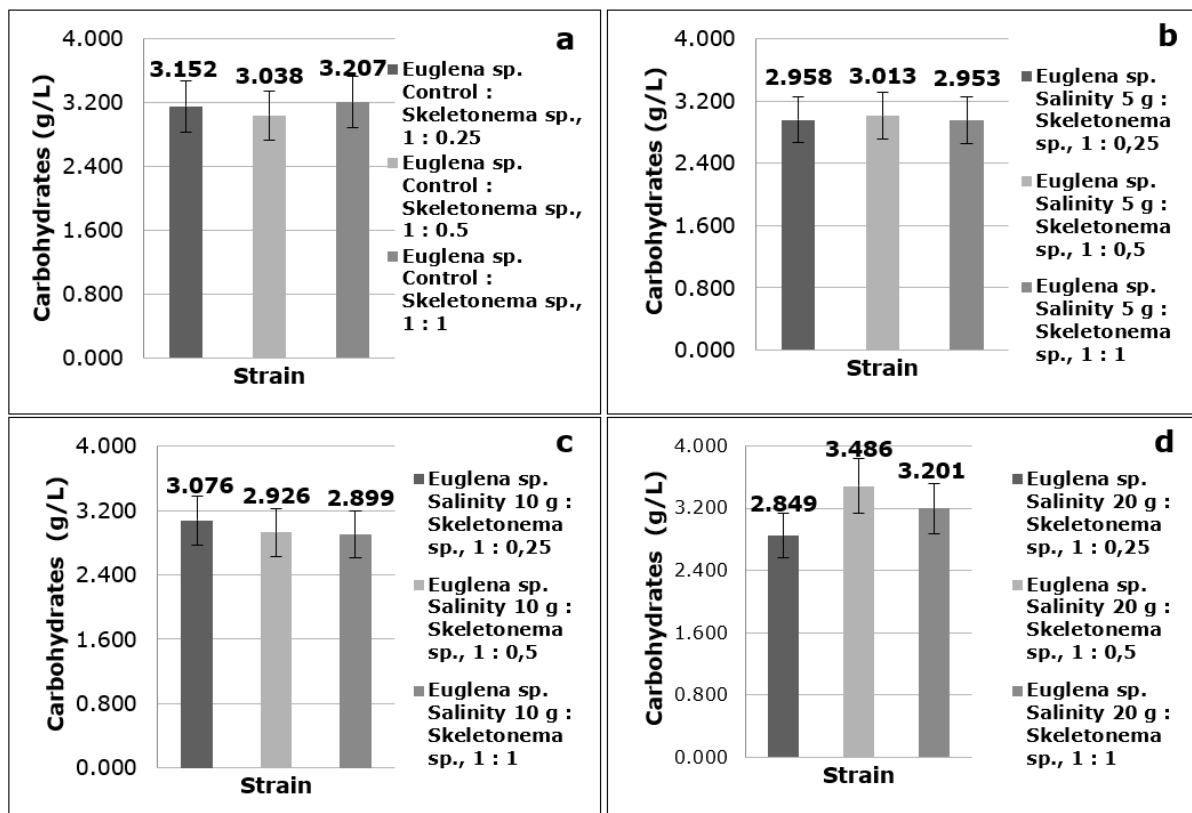 a
4.000
3.200
2.400
1.600
0.800
0.000
Carbohydrates (g/L)
3.152
3.038
3.207
Strain
Euglena sp.
Control :
Skeletonema sp.,
1 : 0.25
Euglena sp.
Control :
Skeletonema sp.,
1 : 0.5
Euglena sp.
Control :
Skeletonema sp.,
1 : 1
b
4.000
3.200
2.400
1.600
0.800
0.000
Carbohydrates (g/L)
2.958
3.013
2.953
Strain
Euglena sp.
Salinity 5 g :
Skeletonema
sp., 1 : 0,25
Euglena sp.
Salinity 5 g :
Skeletonema
sp., 1 : 0,5
Euglena sp.
Salinity 5 g :
Skeletonema
sp., 1 : 1
c
4.000
3.200
2.400
1.600
0.800
0.000
Carbohydrates (g/L)
3.076
2.926
2.899
Strain
Euglena sp.
Salinity 10 g :
Skeletonema
sp., 1 : 0,25
Euglena sp.
Salinity 10 g :
Skeletonema
sp., 1 : 0,5
Euglena sp.
Salinity 10 g :
Skeletonema
sp., 1 : 1
d
4.000
3.200
2.400
1.600
0.800
0.000
Carbohydrates (g/L)
2.849
3.486
3.201
Strain
Euglena sp.
Salinity 20 g :
Skeletonema
sp., 1 : 0,25
Euglena sp.
Salinity 20 g :
Skeletonema
sp., 1 : 0,5
Euglena sp.
Salinity 20 g :
Skeletonema
sp., 1 : 1